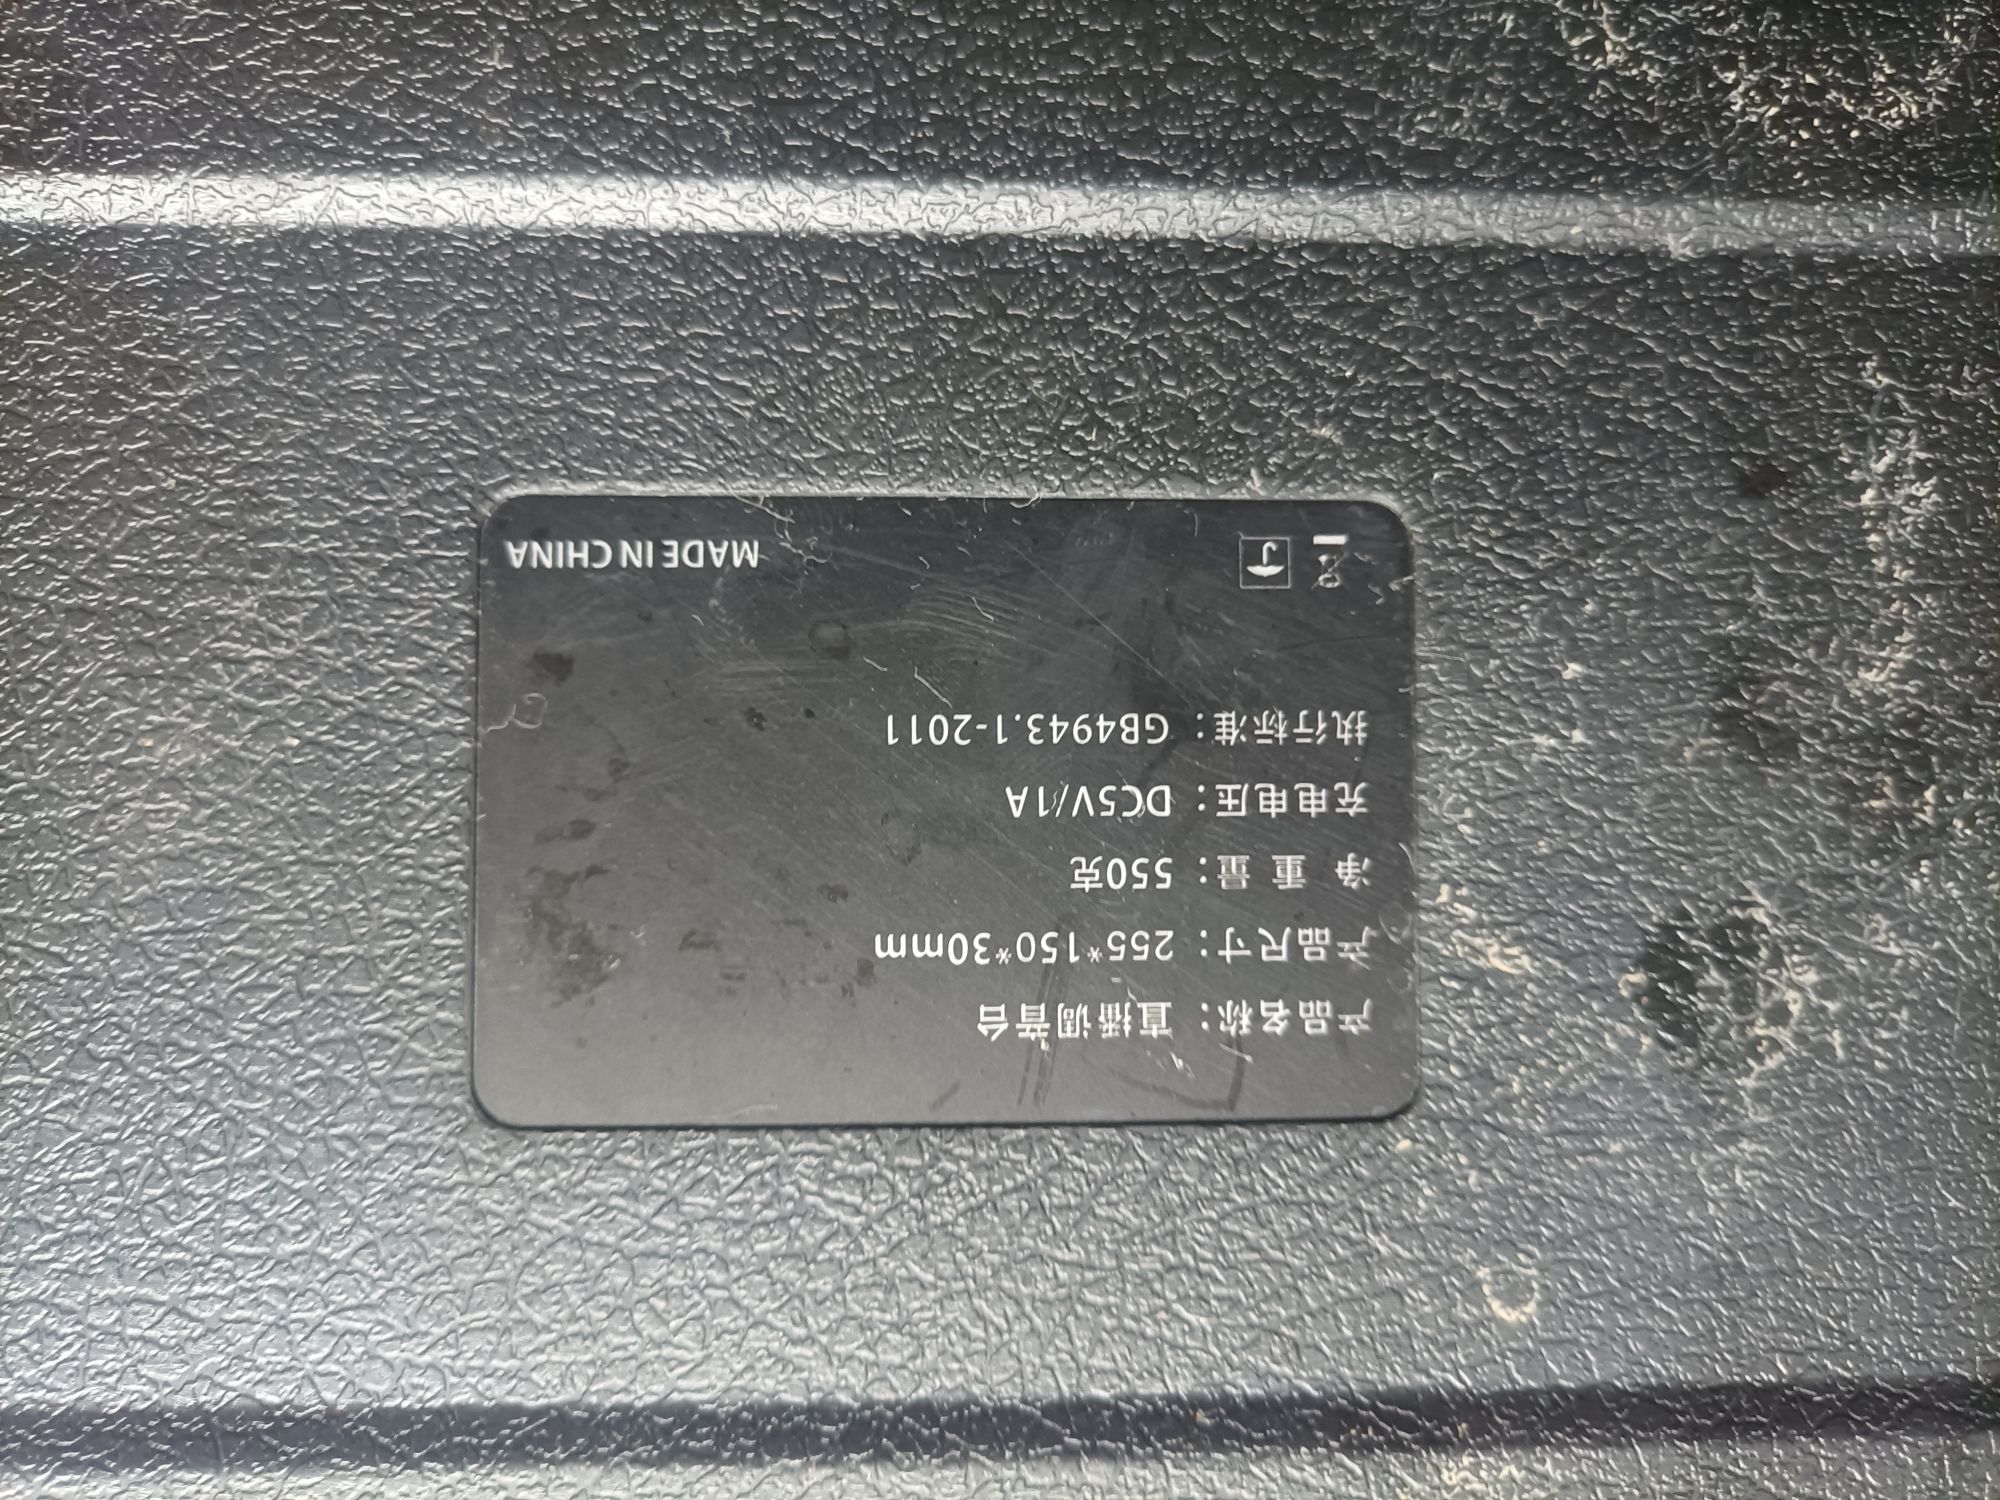 产品名称：直播调音台
产品尺寸：255*150*30mm
净 重 量：550克
充电电压：DC5V/1A
执行标准：GB4943.1-2011
MADE IN CHINA